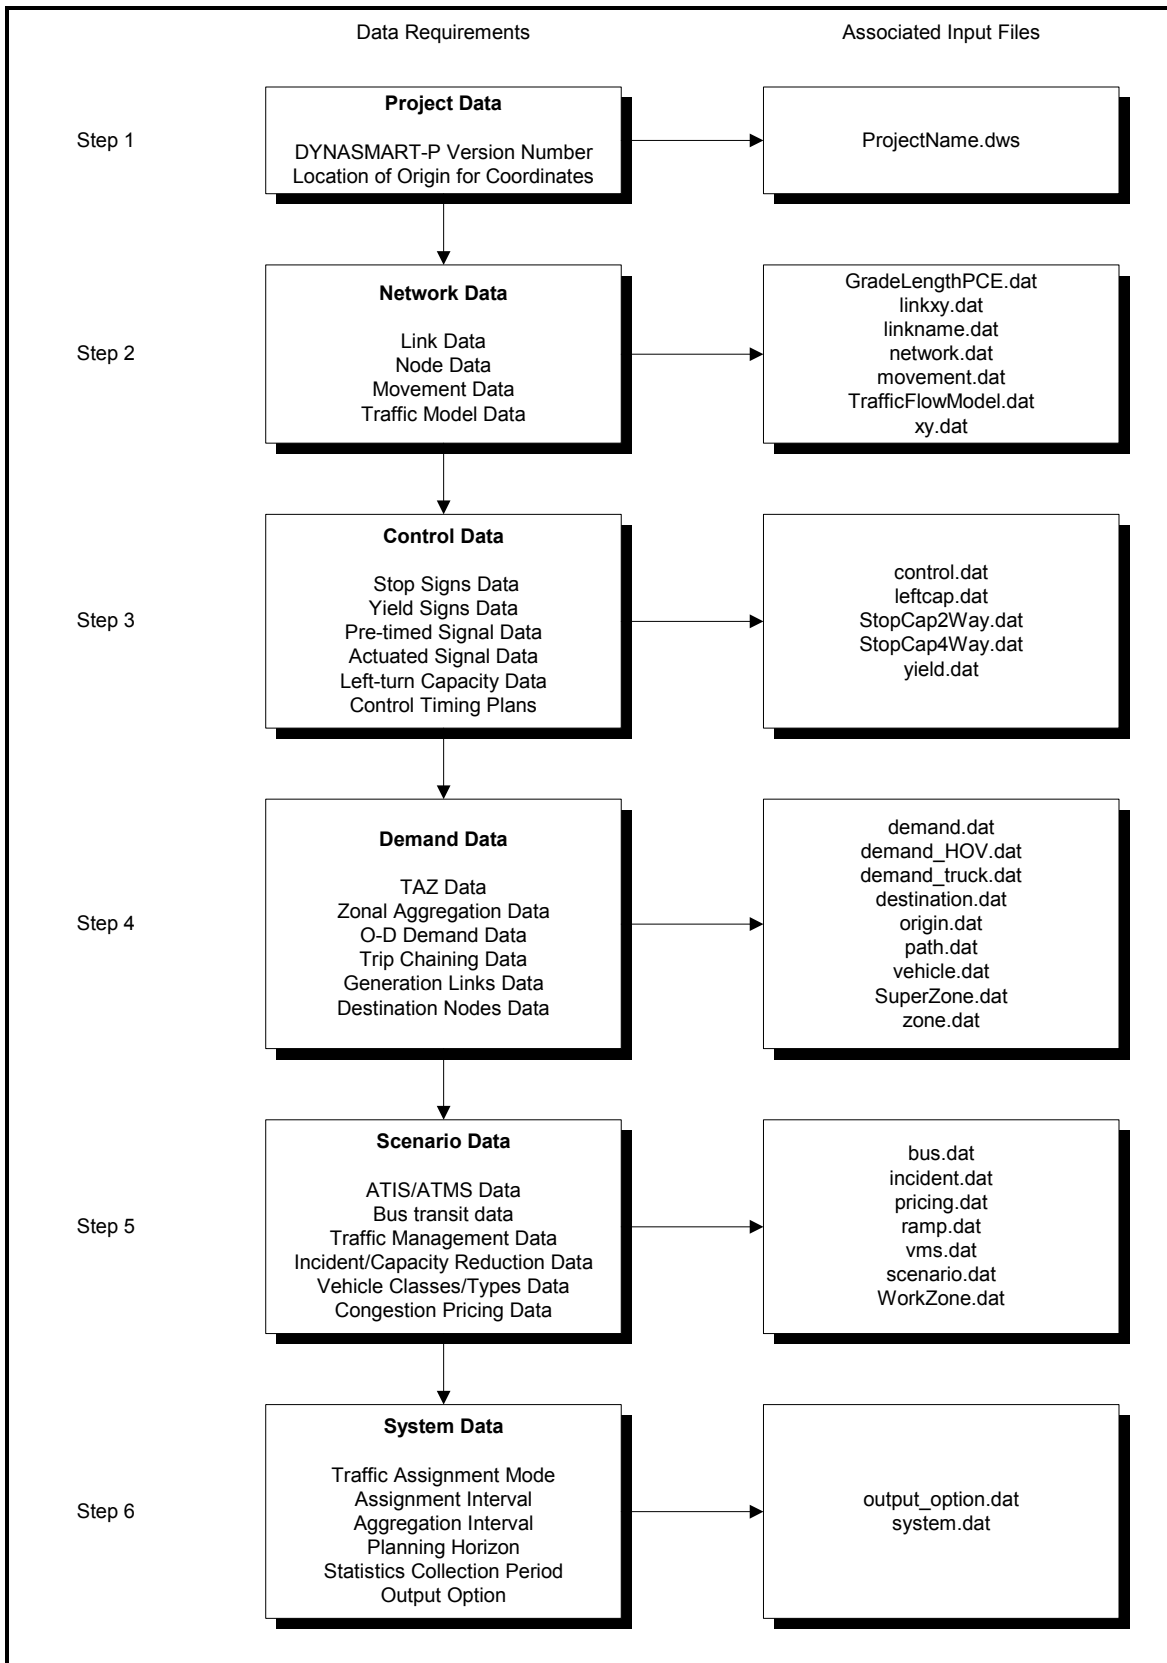 Data Requirements
Associated Input Files
Step 1
Project Data
DYNASMART-P Version Number
Location of Origin for Coordinates
ProjectName.dws
Step 2
Network Data
Link Data
Node Data
Movement Data
Traffic Model Data
GradeLengthPCE.dat
linkxy.dat
linkname.dat
network.dat
movement.dat
TrafficFlowModel.dat
xy.dat
Step 3
Control Data
Stop Signs Data
Yield Signs Data
Pre-timed Signal Data
Actuated Signal Data
Left-turn Capacity Data
Control Timing Plans
control.dat
leftcap.dat
StopCap2Way.dat
StopCap4Way.dat
yield.dat
Step 4
Demand Data
TAZ Data
Zonal Aggregation Data
O-D Demand Data
Trip Chaining Data
Generation Links Data
Destination Nodes Data
demand.dat
demand_HOV.dat
demand_truck.dat
destination.dat
origin.dat
path.dat
vehicle.dat
SuperZone.dat
zone.dat
Step 5
Scenario Data
ATIS/ATMS Data
Bus transit data
Traffic Management Data
Incident/Capacity Reduction Data
Vehicle Classes/Types Data
Congestion Pricing Data
bus.dat
incident.dat
pricing.dat
ramp.dat
vms.dat
scenario.dat
WorkZone.dat
Step 6
System Data
Traffic Assignment Mode
Assignment Interval
Aggregation Interval
Planning Horizon
Statistics Collection Period
Output Option
output_option.dat
system.dat